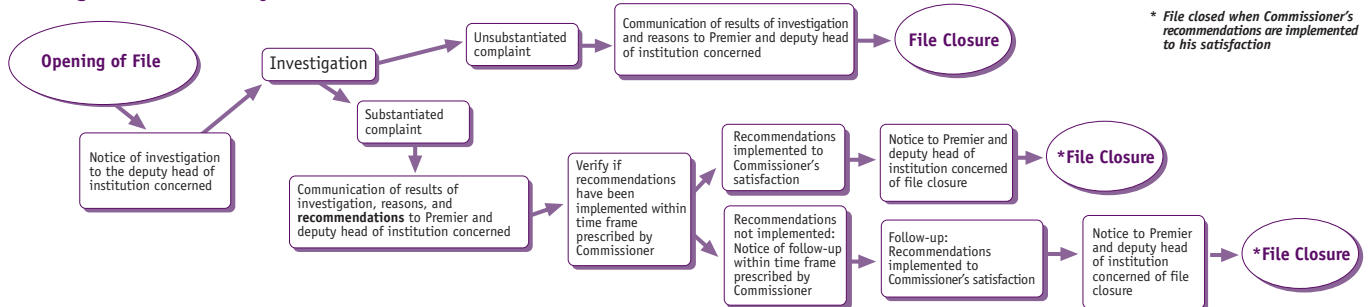 Opening of File
Notice of investigation
to the deputy head of
institution concerned
Investigation
Unsubstantiated
complaint
Communication of results of investigation
and reasons to Premier and deputy head
of institution concerned
File Closure
* File closed when Commissioner's
recommendations are implemented
to his satisfaction
Substantiated
complaint
Communication of results of
investigation, reasons, and
recommendations to Premier and
deputy head of institution concerned
Verify if
recommendations
have been
implemented within
time frame
prescribed by
Commissioner
Recommendations
implemented to
Commissioner's
satisfaction
Notice to Premier and
deputy head of
institution concerned
of file closure
*File Closure
Recommendations
not implemented:
Notice of follow-up
within time frame
prescribed by
Commissioner
Follow-up:
Recommendations
implemented to
Commissioner's satisfaction
Notice to Premier
and deputy head
of institution
concerned of file
closure
*File Closure